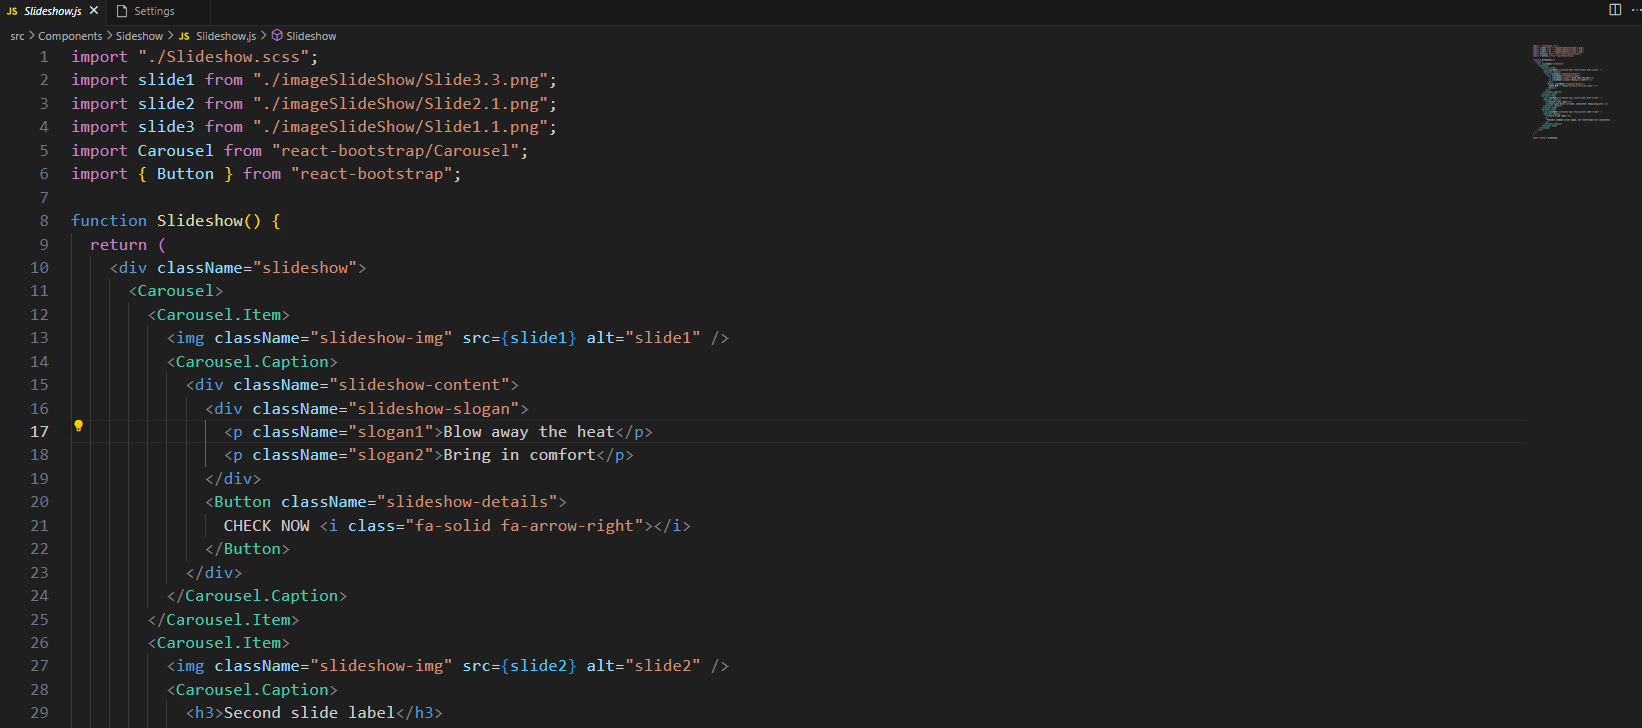 JS Slideshow.js × Settings
src > Components > Sideshow > JS Slideshow.js > Slideshow
1 import "./Slideshow.scss";
2 import slide1 from "./imageSlideShow/Slide3.3.png";
3 import slide2 from "./imageSlideShow/Slide2.1.png";
4 import slide3 from "./imageSlideShow/Slide1.1.png";
5 import Carousel from "react-bootstrap/Carousel";
6 import { Button } from "react-bootstrap";
7
8 function Slideshow() {
9 return (
10 <div className="slideshow">
11 <Carousel>
12 <Carousel.Item>
13 <img className="slideshow-img" src={slide1} alt="slide1" />
14 <Carousel.Caption>
15 <div className="slideshow-content">
16 <div className="slideshow-slogan">
17 <p className="slogan1">Blow away the heat</p>
18 <p className="slogan2">Bring in comfort</p>
19 </div>
20 <Button className="slideshow-details">
21 CHECK NOW <i class="fa-solid fa-arrow-right"></i>
22 </Button>
23 </div>
24 </Carousel.Caption>
25 </Carousel.Item>
26 <Carousel.Item>
27 <img className="slideshow-img" src={slide2} alt="slide2" />
28 <Carousel.Caption>
29 <h3>Second slide label</h3>